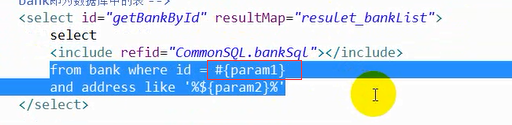 bank即为数据库中的表 -->
<select id="getBankById" resultMap="resulet_bankList">
select
<include refid="CommonSQL.bankSql"></include>
from bank where id = #{param1}
and address like '%${param2}%'
</select>